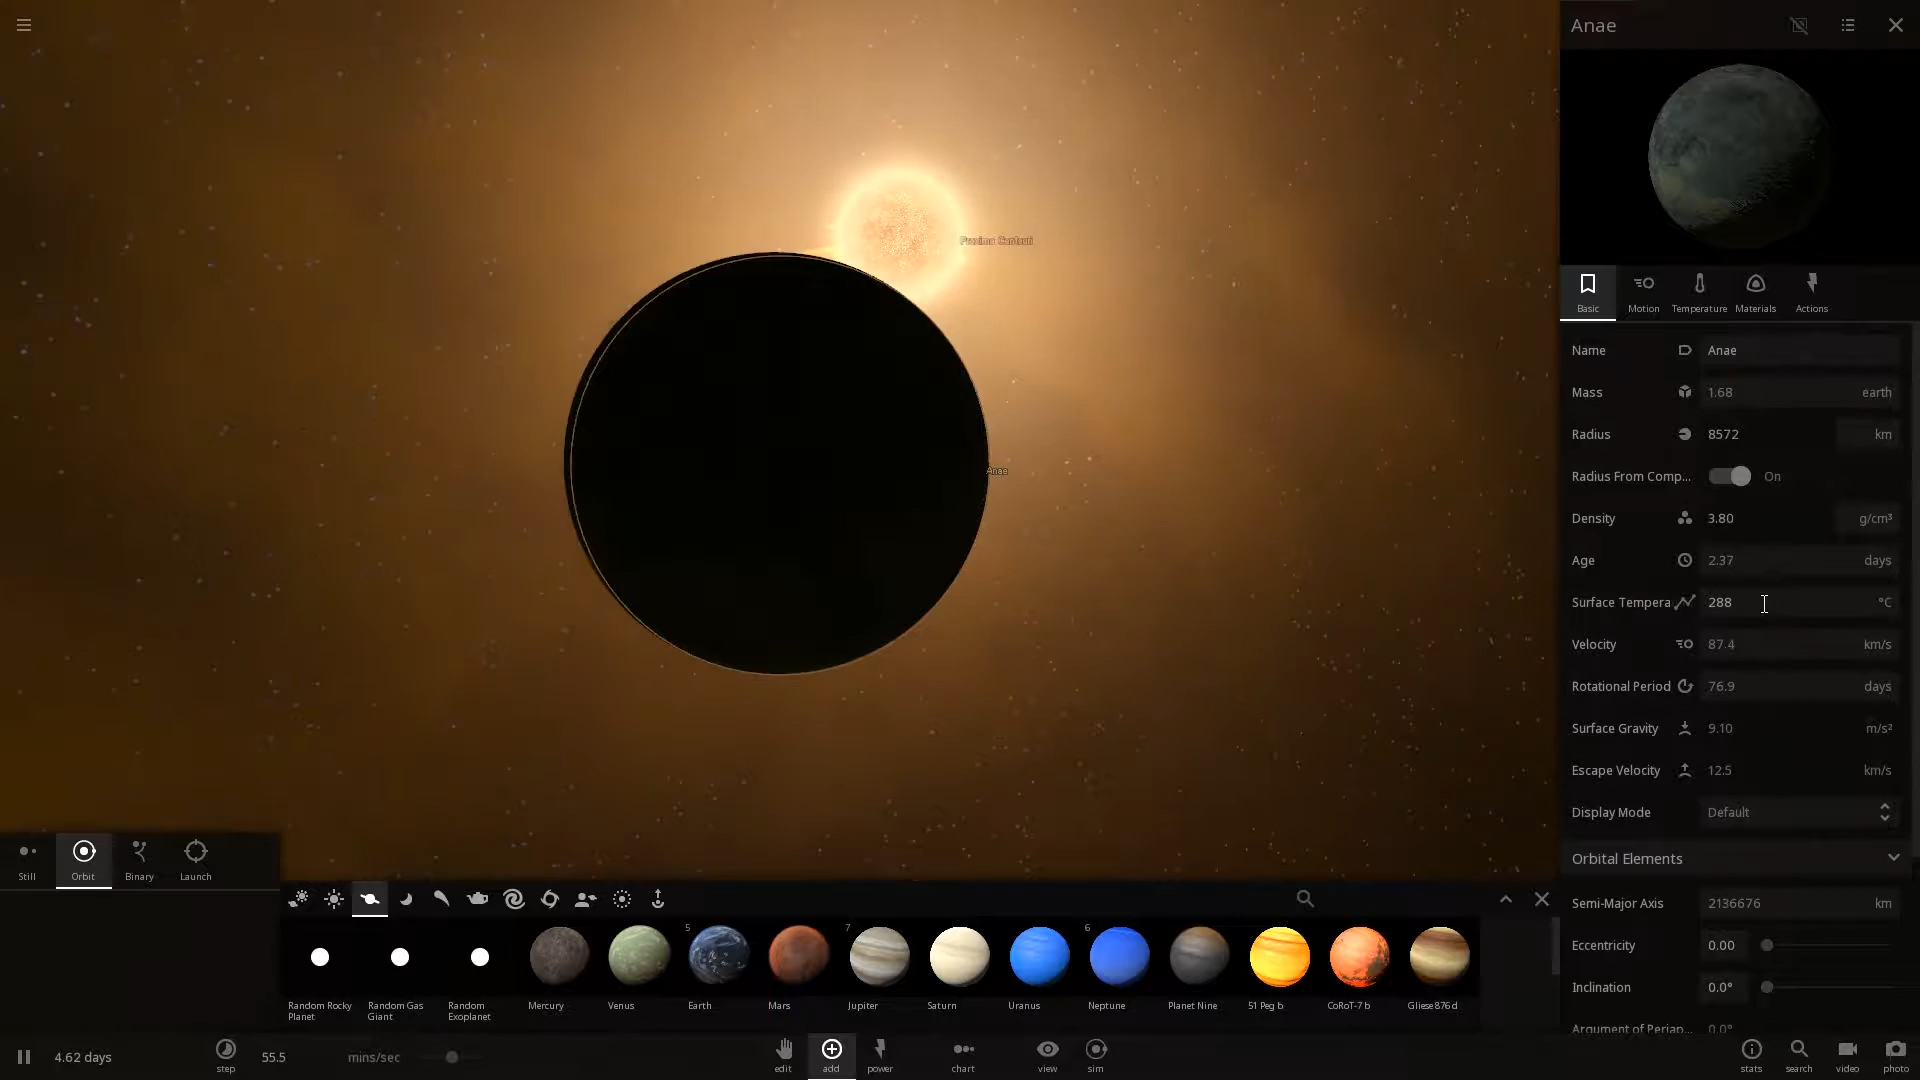 Anae
Proxima Centauri
Anae
Basic
Motion
Temperature
Materials
Actions
Name Anae
Mass 1.68 earth
Radius 8572 km
Radius From Comp... On
Density 3.80 g/cm³
Age 2.37 days
Surface Tempera 288 °C
Velocity 87.4 km/s
Rotational Period 76.9 days
Surface Gravity 9.10 m/s²
Escape Velocity 12.5 km/s
Display Mode Default
Orbital Elements
Semi-Major Axis 2136676 km
Eccentricity 0.00
Inclination 0.0°
Argument of Periap... 0.0°
Still
Orbit
Binary
Launch
5
7
6
Random Rocky
Planet
Random Gas
Giant
Random
Exoplanet
Mercury
Venus
Earth
Mars
Jupiter
Saturn
Uranus
Neptune
Planet Nine
51 Peg b
CoRoT-7 b
Gliese 876 d
4.62 days
step
55.5 mins/sec
edit
add
power
chart
view
sim
stats
search
video
photo